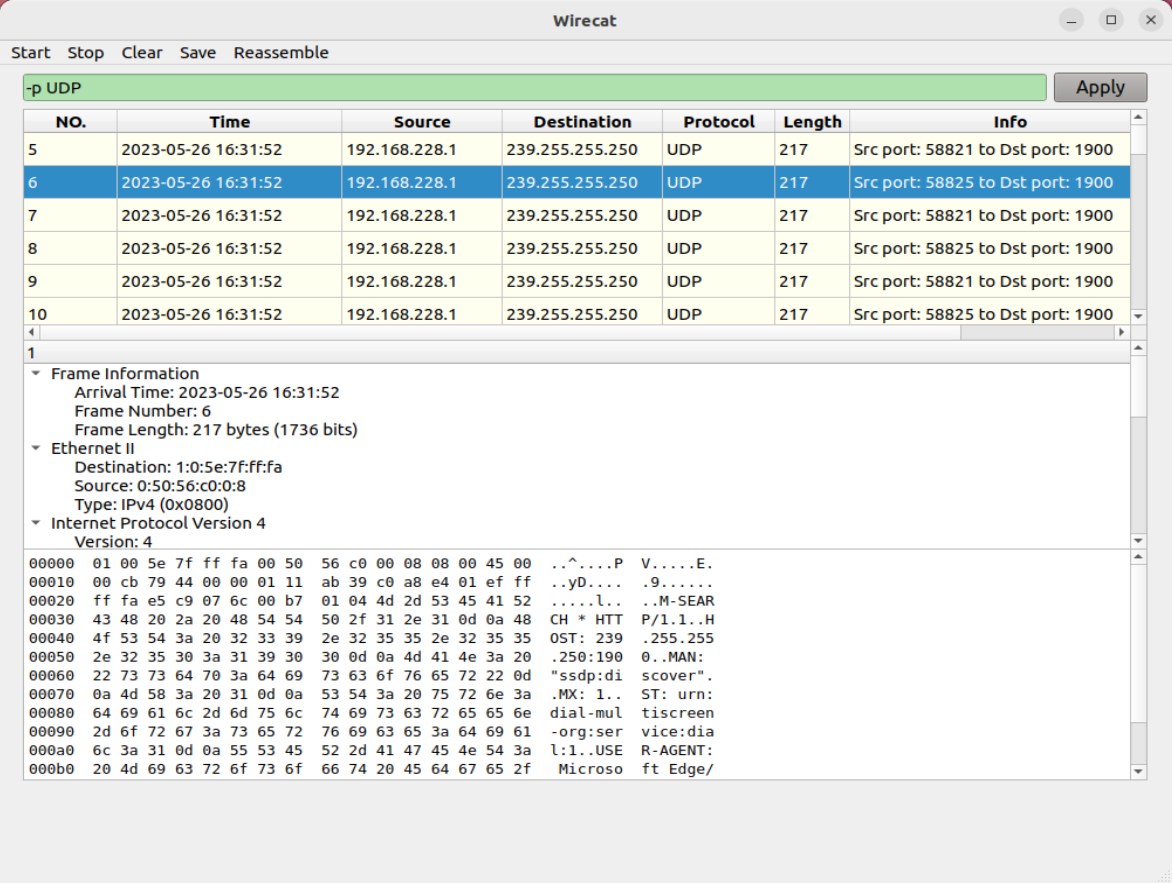 Wirecat
Start Stop Clear Save Reassemble
-p UDP Apply
NO. Time Source Destination Protocol Length Info
5 2023-05-26 16:31:52 192.168.228.1 239.255.255.250 UDP 217 Src port: 58821 to Dst port: 1900
6 2023-05-26 16:31:52 192.168.228.1 239.255.255.250 UDP 217 Src port: 58825 to Dst port: 1900
7 2023-05-26 16:31:52 192.168.228.1 239.255.255.250 UDP 217 Src port: 58821 to Dst port: 1900
8 2023-05-26 16:31:52 192.168.228.1 239.255.255.250 UDP 217 Src port: 58825 to Dst port: 1900
9 2023-05-26 16:31:52 192.168.228.1 239.255.255.250 UDP 217 Src port: 58821 to Dst port: 1900
10 2023-05-26 16:31:52 192.168.228.1 239.255.255.250 UDP 217 Src port: 58825 to Dst port: 1900
1
Frame Information
Arrival Time: 2023-05-26 16:31:52
Frame Number: 6
Frame Length: 217 bytes (1736 bits)
Ethernet II
Destination: 1:0:5e:7f:ff:fa
Source: 0:50:56:c0:0:8
Type: IPv4 (0x0800)
Internet Protocol Version 4
Version: 4
00000 01 00 5e 7f ff fa 00 50 56 c0 00 08 08 00 45 00 ..^....P V.....E.
00010 00 cb 79 44 00 00 01 11 ab 39 c0 a8 e4 01 ef ff ..yD.... .9......
00020 ff fa e5 c9 07 6c 00 b7 01 04 4d 2d 53 45 41 52 .....l.. ..M-SEAR
00030 43 48 20 2a 20 48 54 54 50 2f 31 2e 31 0d 0a 48 CH * HTT P/1.1..H
00040 4f 53 54 3a 20 32 33 39 2e 32 35 35 2e 32 35 35 OST: 239 .255.255
00050 2e 32 35 30 3a 31 39 30 30 0d 0a 4d 41 4e 3a 20 .250:190 0..MAN:
00060 22 73 73 64 70 3a 64 69 73 63 6f 76 65 72 22 0d "ssdp:di scover".
00070 0a 4d 58 3a 20 31 0d 0a 53 54 3a 20 75 72 6e 3a .MX: 1.. ST: urn:
00080 64 69 61 6c 2d 6d 75 6c 74 69 73 63 72 65 65 6e dial-mul tiscreen
00090 2d 6f 72 67 3a 73 65 72 76 69 63 65 3a 64 69 61 -org:ser vice:dia
000a0 6c 3a 31 0d 0a 55 53 45 52 2d 41 47 45 4e 54 3a l:1..USE R-AGENT:
000b0 20 4d 69 63 72 6f 73 6f 66 74 20 45 64 67 65 2f Microso ft Edge/